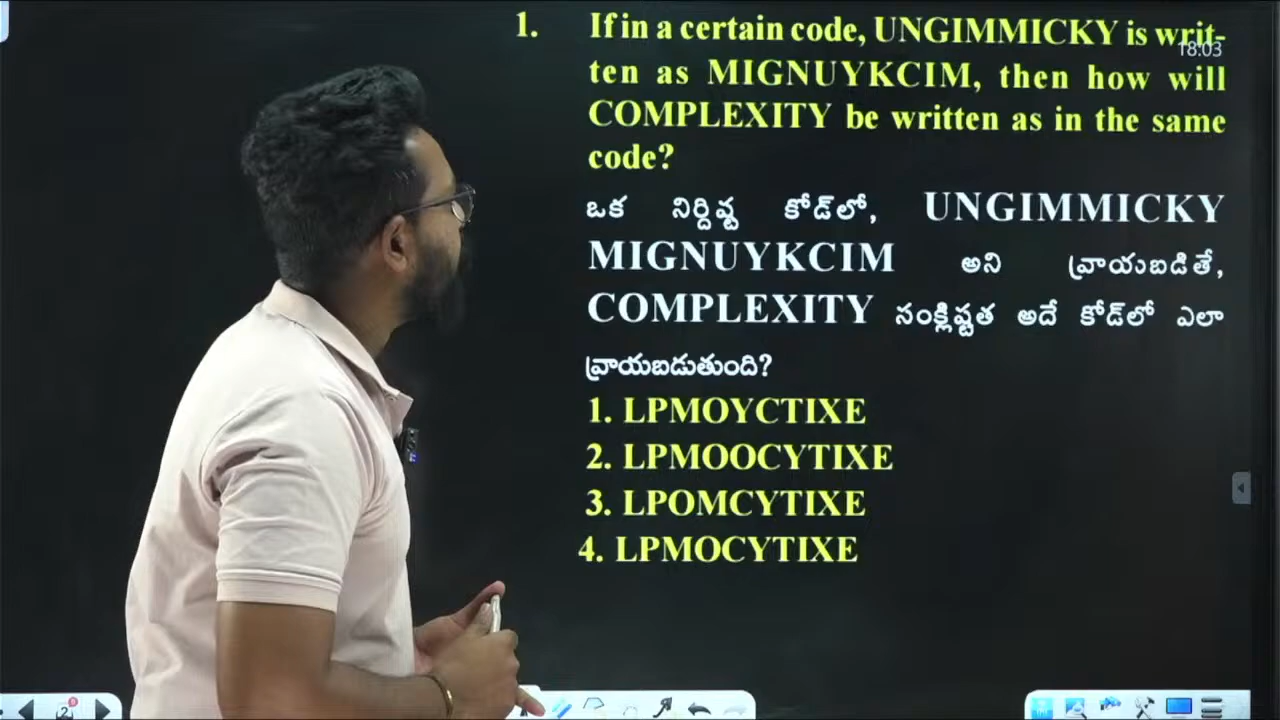 1. If in a certain code, UNGIMMICKY is writ-
18:03
ten as MIGNUYKCIM, then how will
COMPLEXITY be written as in the same
code?
ఒక నిర్దిష్ట కోడ్‌లో, UNGIMMICKY
MIGNUYKCIM అని వ్రాయబడితే,
COMPLEXITY సంక్లిష్టత అదే కోడ్‌లో ఎలా
వ్రాయబడుతుంది?
1. LPMOYCTIXE
2. LPMOOCYTIXE
3. LPOMCYTIXE
4. LPMOCYTIXE